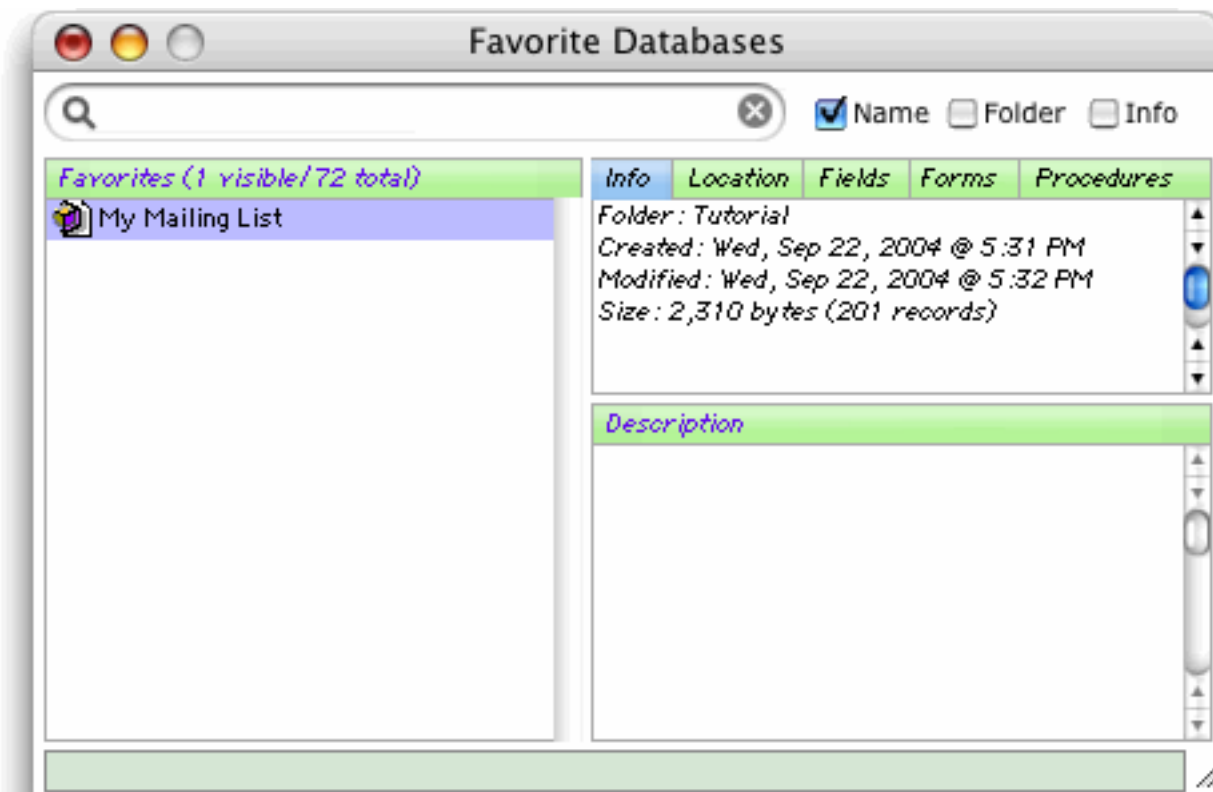 Favorite Databases
Name Folder Info
Favorites (1 visible/72 total)
My Mailing List
Info Location Fields Forms Procedures
Folder: Tutorial
Created: Wed, Sep 22, 2004 @ 5:31 PM
Modified: Wed, Sep 22, 2004 @ 5:32 PM
Size: 2,310 bytes (201 records)
Description